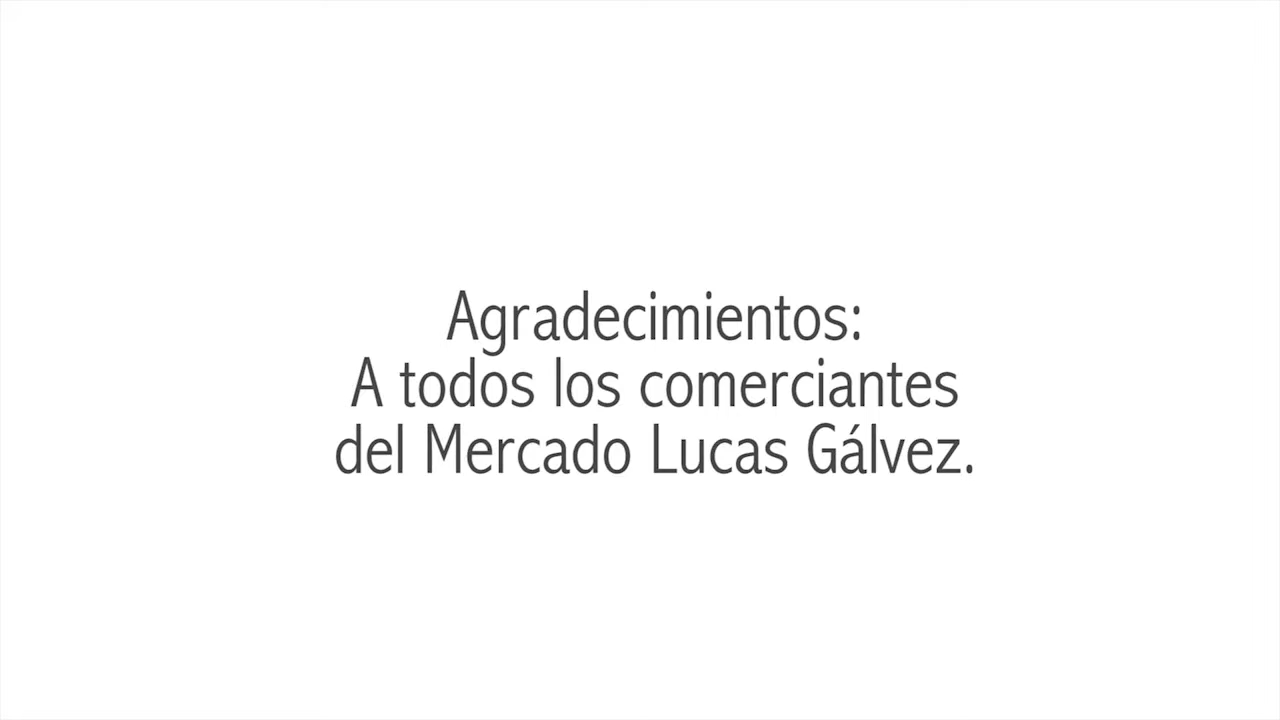 Agradecimientos:
A todos los comerciantes
del Mercado Lucas Gálvez.